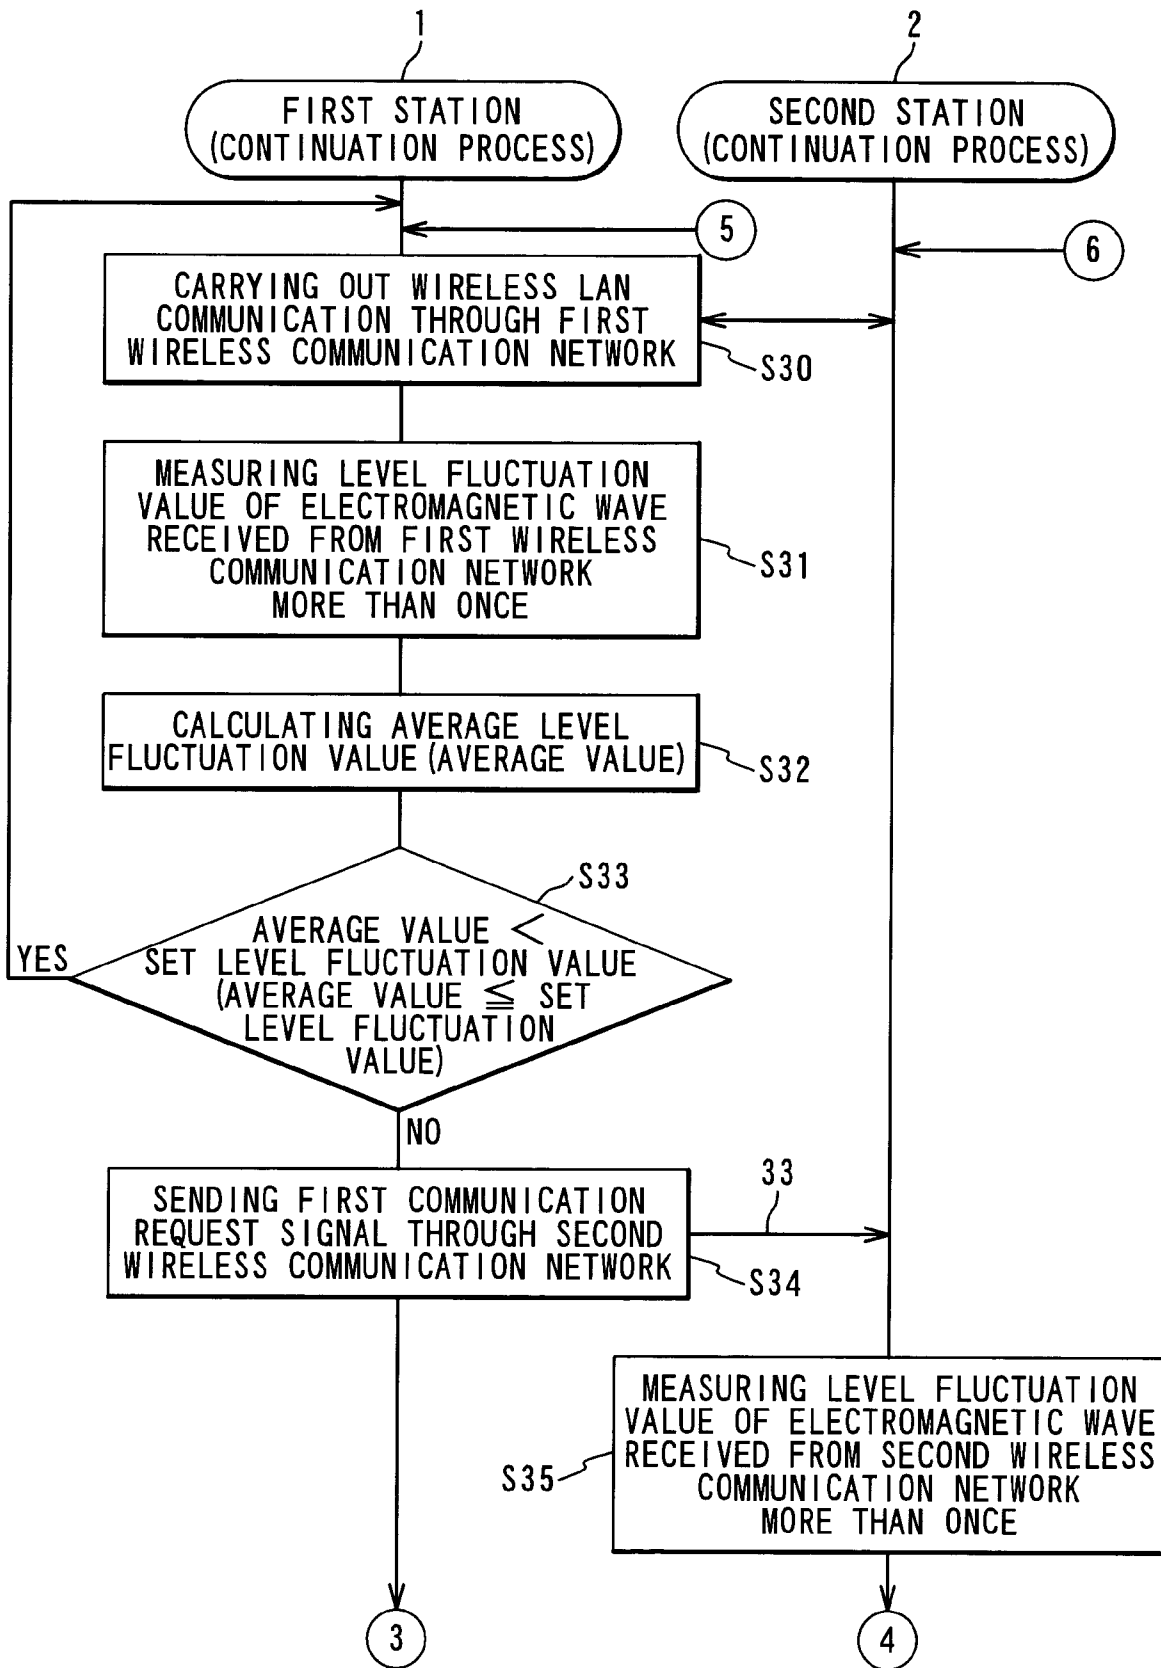 1
2
FIRST STATION
(CONTINUATION PROCESS)
SECOND STATION
(CONTINUATION PROCESS)
5
6
CARRYING OUT WIRELESS LAN
COMMUNICATION THROUGH FIRST
WIRELESS COMMUNICATION NETWORK
S30
MEASURING LEVEL FLUCTUATION
VALUE OF ELECTROMAGNETIC WAVE
RECEIVED FROM FIRST WIRELESS
COMMUNICATION NETWORK
MORE THAN ONCE
S31
CALCULATING AVERAGE LEVEL
FLUCTUATION VALUE (AVERAGE VALUE)
S32
S33
AVERAGE VALUE <
SET LEVEL FLUCTUATION VALUE
(AVERAGE VALUE ≦ SET
LEVEL FLUCTUATION
VALUE)
YES
NO
SENDING FIRST COMMUNICATION
REQUEST SIGNAL THROUGH SECOND
WIRELESS COMMUNICATION NETWORK
33
S34
MEASURING LEVEL FLUCTUATION
VALUE OF ELECTROMAGNETIC WAVE
RECEIVED FROM SECOND WIRELESS
COMMUNICATION NETWORK
MORE THAN ONCE
S35
3
4